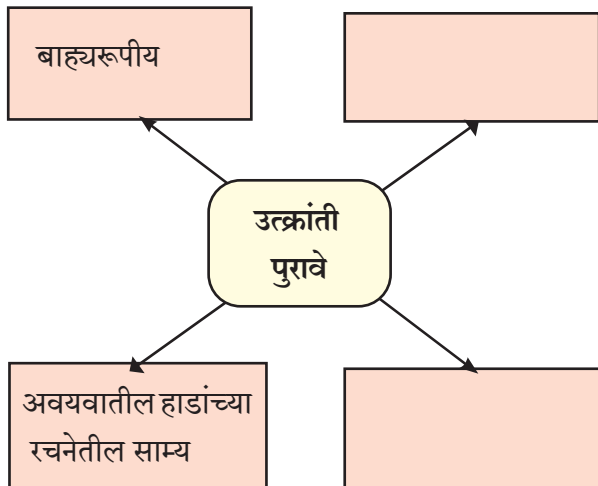 बाह्यरूपीय
उत्क्रांती
पुरावे
अवयवातील हाडांच्या
रचनेतील साम्य